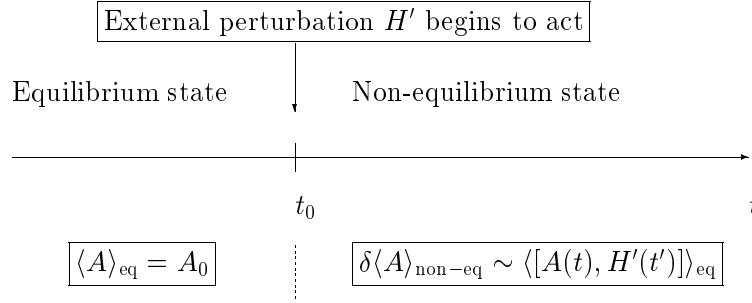 External perturbation H′ begins to act
Equilibrium state Non-equilibrium state
t₀ t
⟨A⟩eq = A₀ δ⟨A⟩non−eq ∼ ⟨[A(t), H′(t′)]⟩eq